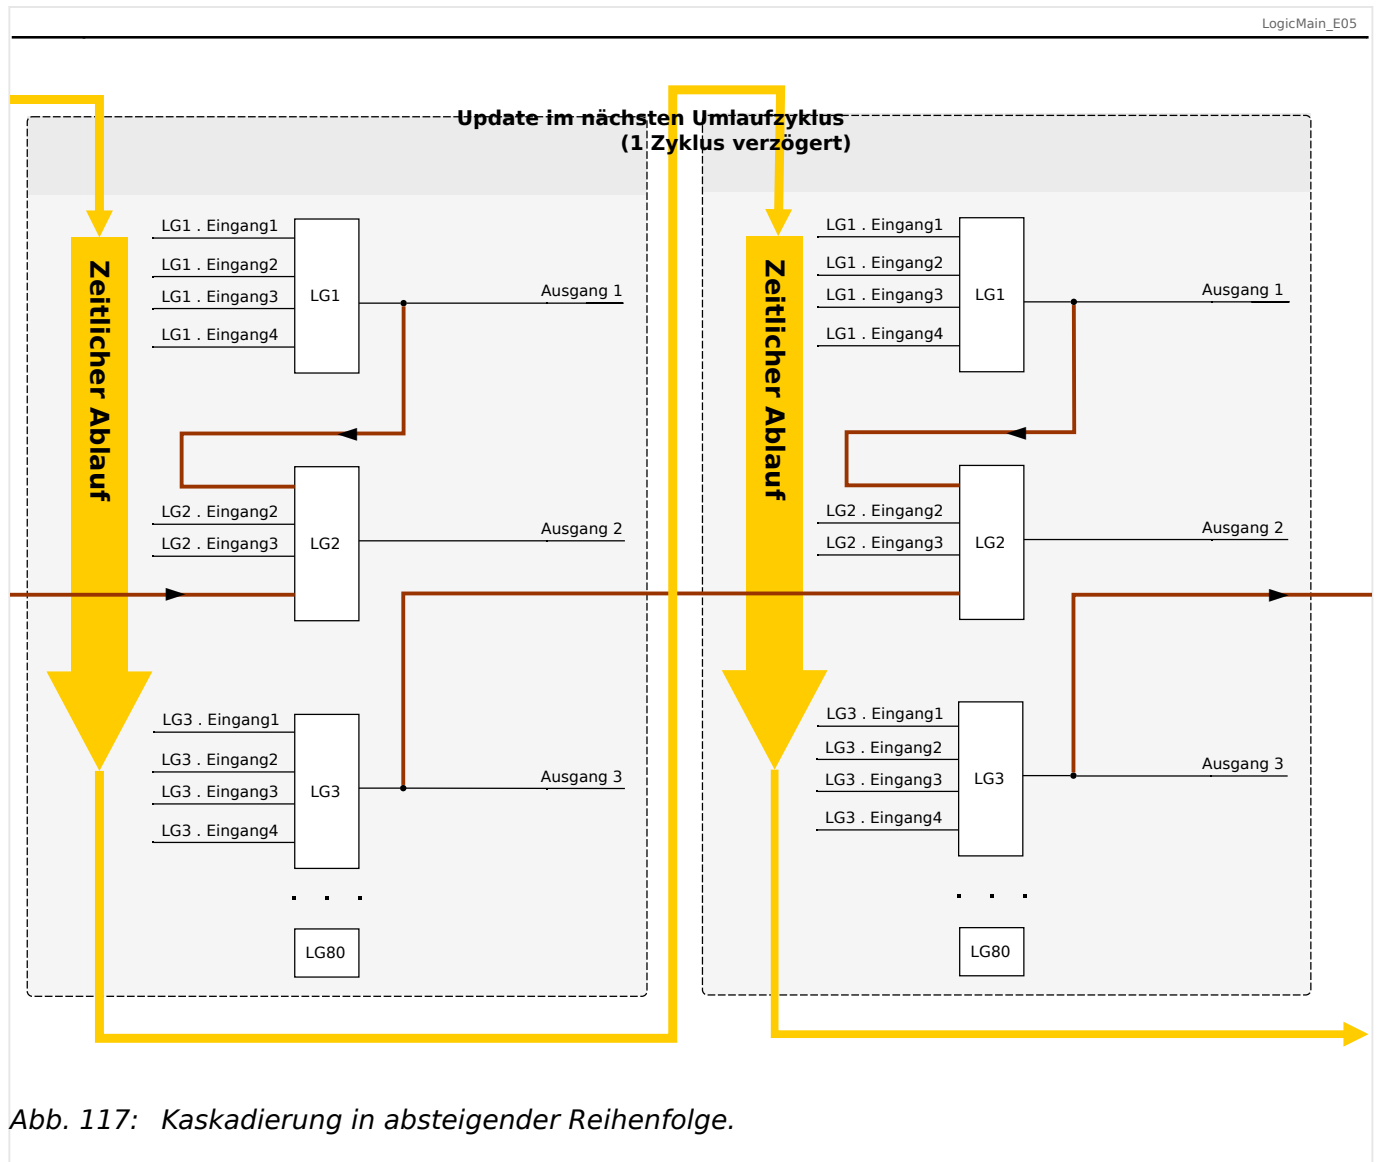 LogicMain_E05
Update im nächsten Umlaufzyklus
(1 Zyklus verzögert)
Zeitlicher Ablauf
LG1 . Eingang1
LG1 . Eingang2
LG1 . Eingang3
LG1 . Eingang4
LG1
Ausgang 1
LG2 . Eingang2
LG2 . Eingang3
LG2
Ausgang 2
LG3 . Eingang1
LG3 . Eingang2
LG3 . Eingang3
LG3 . Eingang4
LG3
Ausgang 3
. . .
LG80
Zeitlicher Ablauf
LG1 . Eingang1
LG1 . Eingang2
LG1 . Eingang3
LG1 . Eingang4
LG1
Ausgang 1
LG2 . Eingang2
LG2 . Eingang3
LG2
Ausgang 2
LG3 . Eingang1
LG3 . Eingang2
LG3 . Eingang3
LG3 . Eingang4
LG3
Ausgang 3
. . .
LG80
Abb. 117: Kaskadierung in absteigender Reihenfolge.